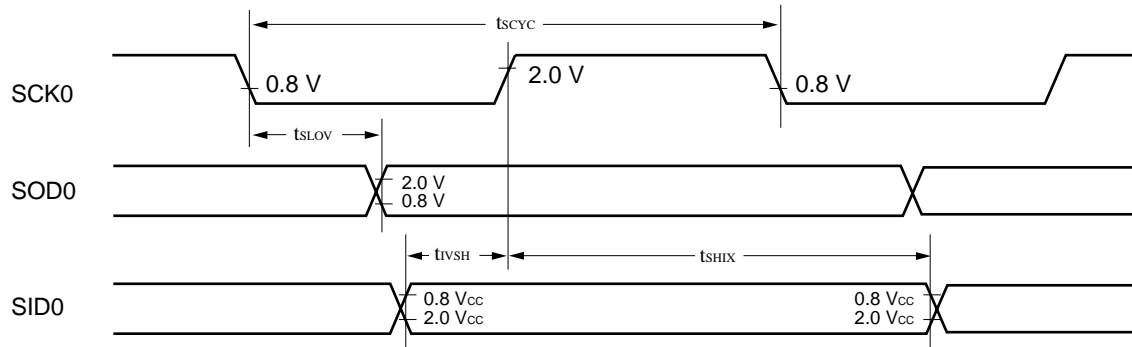 tSCYC
SCK0
0.8 V
2.0 V
0.8 V
tSLOV
SOD0
2.0 V
0.8 V
tIVSH
tSHIX
SID0
0.8 VCC
2.0 VCC
0.8 VCC
2.0 VCC